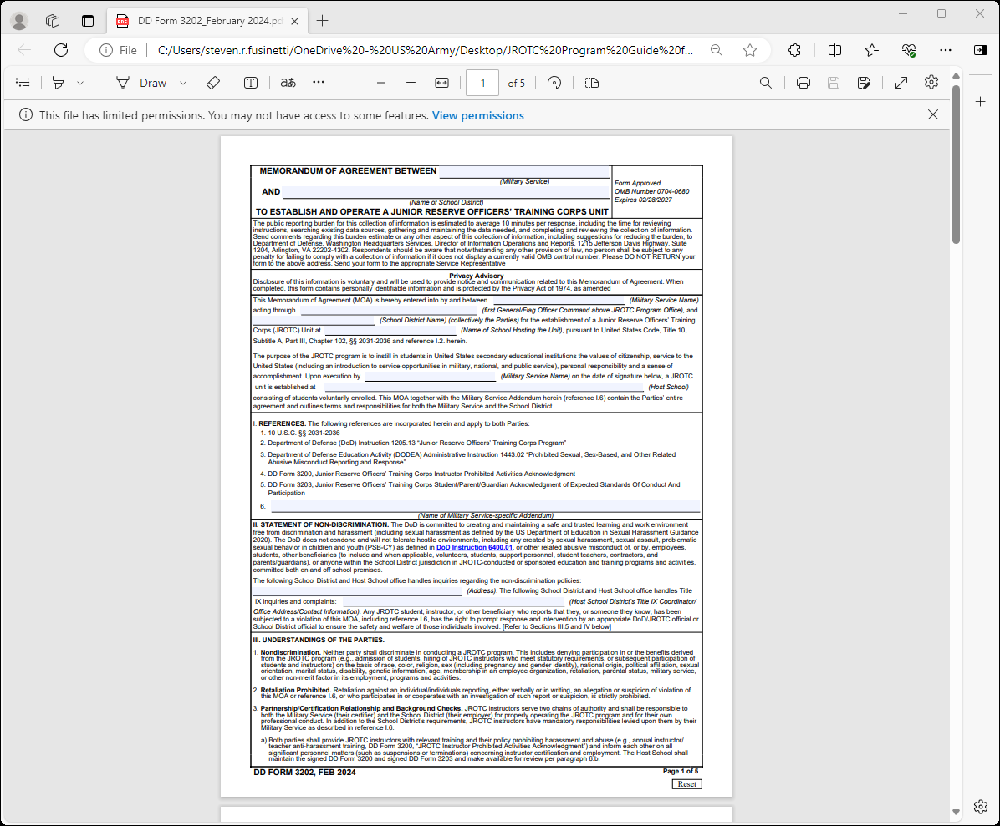 DD Form 3202_February 2024.pd
File
C:/Users/steven.r.fusinetti/OneDrive%20-%20US%20Army/Desktop/JROTC%20Program%20Guide%20f...
Draw
aあ
1
of 5
This file has limited permissions. You may not have access to some features. View permissions
MEMORANDUM OF AGREEMENT BETWEEN
(Military Service)
AND
(Name of School District)
TO ESTABLISH AND OPERATE A JUNIOR RESERVE OFFICERS' TRAINING CORPS UNIT
Form Approved
OMB Number 0704-0680
Expires 02/28/2027
The public reporting burden for this collection of information is estimated to average 10 minutes per response, including the time for reviewing
instructions, searching existing data sources, gathering and maintaining the data needed, and completing and reviewing the collection of information.
Send comments regarding this burden estimate or any other aspect of this collection of information, including suggestions for reducing the burden, to
Department of Defense, Washington Headquarters Services, Director of Information Operations and Reports, 1215 Jefferson Davis Highway, Suite
1204, Arlington, VA 22202-4302. Respondents should be aware that notwithstanding any other provision of law, no person shall be subject to any
penalty for failing to comply with a collection of information if it does not display a currently valid OMB control number. Please DO NOT RETURN your
form to the above address. Send your form to the appropriate Service Representative
Privacy Advisory
Disclosure of this information is voluntary and will be used to provide notice and communication related to this Memorandum of Agreement. When
completed, this form contains personally identifiable information and is protected by the Privacy Act of 1974, as amended
This Memorandum of Agreement (MOA) is hereby entered into by and between (Military Service Name)
acting through (first General/Flag Officer Command above JROTC Program Office), and
(School District Name) (collectively the Parties) for the establishment of a Junior Reserve Officers' Training
Corps (JROTC) Unit at (Name of School Hosting the Unit), pursuant to United States Code, Title 10,
Subtitle A, Part III, Chapter 102, §§ 2031-2036 and reference I.2. herein.
The purpose of the JROTC program is to instill in students in United States secondary educational institutions the values of citizenship, service to the
United States (including an introduction to service opportunities in military, national, and public service), personal responsibility and a sense of
accomplishment. Upon execution by (Military Service Name) on the date of signature below, a JROTC
unit is established at (Host School)
consisting of students voluntarily enrolled. This MOA together with the Military Service Addendum herein (reference I.6) contain the Parties' entire
agreement and outlines terms and responsibilities for both the Military Service and the School District.
I. REFERENCES. The following references are incorporated herein and apply to both Parties:
1. 10 U.S.C. §§ 2031-2036
2. Department of Defense (DoD) Instruction 1205.13 "Junior Reserve Officers' Training Corps Program"
3. Department of Defense Education Activity (DODEA) Administrative Instruction 1443.02 "Prohibited Sexual, Sex-Based, and Other Related
Abusive Misconduct Reporting and Response"
4. DD Form 3200, Junior Reserve Officers' Training Corps Instructor Prohibited Activities Acknowledgment
5. DD Form 3203, Junior Reserve Officers' Training Corps Student/Parent/Guardian Acknowledgment of Expected Standards Of Conduct And
Participation
6.
(Name of Military Service-specific Addendum)
II. STATEMENT OF NON-DISCRIMINATION. The DoD is committed to creating and maintaining a safe and trusted learning and work environment
free from discrimination and harassment (including sexual harassment as defined by the US Department of Education in Sexual Harassment Guidance
2020). The DoD does not condone and will not tolerate hostile environments, including any created by sexual harassment, sexual assault, problematic
sexual behavior in children and youth (PSB-CY) as defined in DoD Instruction 6400.01, or other related abusive misconduct of, or by, employees,
students, other beneficiaries (to include and when applicable, volunteers, students, support personnel, student teachers, contractors, and
parents/guardians), or anyone within the School District jurisdiction in JROTC-conducted or sponsored education and training programs and activities,
committed both on and off school premises.
The following School District and Host School office handles inquiries regarding the non-discrimination policies:
(Address). The following School District and Host School office handles Title
IX inquiries and complaints: (Host School District's Title IX Coordinator/
Office Address/Contact Information). Any JROTC student, instructor, or other beneficiary who reports that they, or someone they know, has been
subjected to a violation of this MOA, including reference I.6, has the right to prompt response and intervention by an appropriate DoD/JROTC official or
School District official to ensure the safety and welfare of those individuals involved. [Refer to Sections III.5 and IV below]
III. UNDERSTANDINGS OF THE PARTIES.
1. Nondiscrimination. Neither party shall discriminate in conducting a JROTC program. This includes denying participation in or the benefits derived
from the JROTC program (e.g., admission of students, hiring of JROTC instructors who meet statutory requirements, or subsequent participation of
students and instructors) on the basis of race, color, religion, sex (including pregnancy and gender identity), national origin, political affiliation, sexual
orientation, marital status, disability, genetic information, age, membership in an employee organization, retaliation, parental status, military service,
or other non-merit factor in its employment, programs and activities.
2. Retaliation Prohibited. Retaliation against an individual/individuals reporting, either verbally or in writing, an allegation or suspicion of violation of
this MOA or reference I.6, or who participates in or cooperates with an investigation of such report or suspicion, is strictly prohibited.
3. Partnership/Certification Relationship and Background Checks. JROTC instructors serve two chains of authority and shall be responsible to
both the Military Service (their certifier) and the School District (their employer) for properly operating the JROTC program and for their own
professional conduct. In addition to the School District's requirements, JROTC instructors have mandatory responsibilities levied upon them by their
Military Service as described in reference I.6.
a) Both parties shall provide JROTC instructors with relevant training and their policy prohibiting harassment and abuse (e.g., annual instructor/
teacher anti-harassment training, DD Form 3200, "JROTC Instructor Prohibited Activities Acknowledgment") and inform each other on all
significant personnel matters (such as suspensions or terminations) concerning instructor certification and employment. The Host School shall
maintain the signed DD Form 3200 and signed DD Form 3203 and make available for review per paragraph 6.b.
DD FORM 3202, FEB 2024
Page 1 of 5
Reset